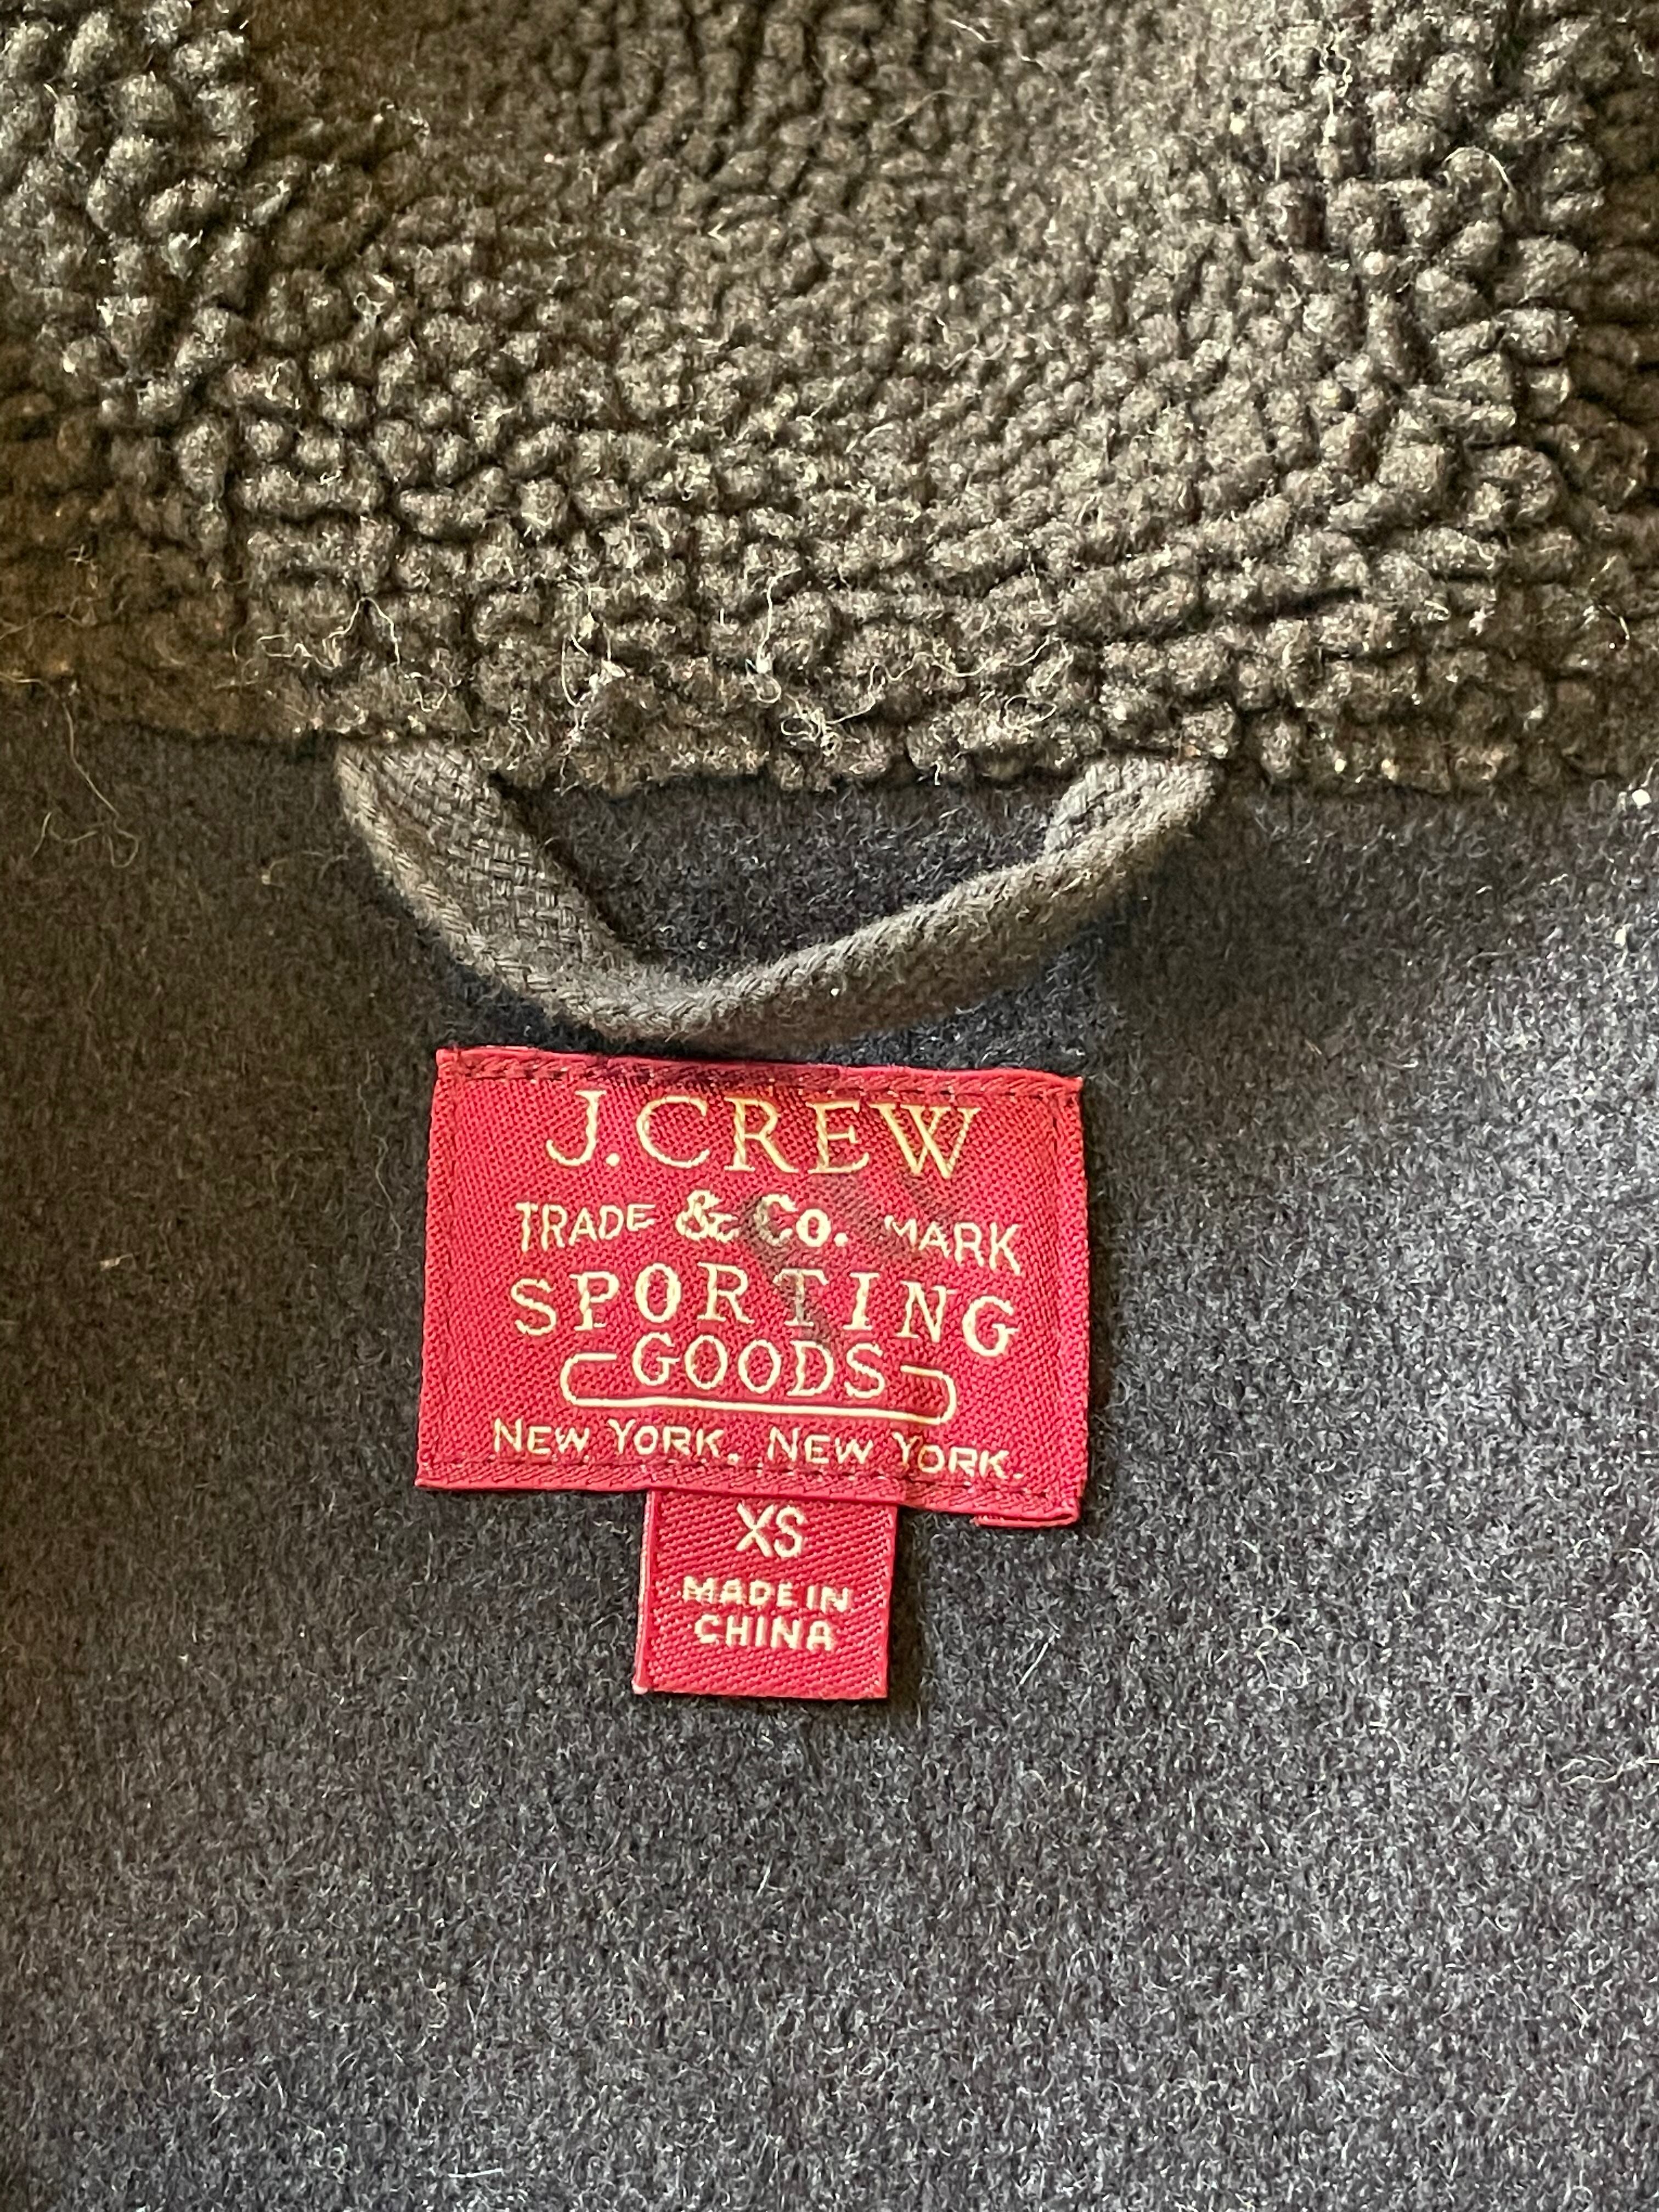 J.CREW
TRADE & Co. MARK
SPORTING
GOODS
NEW YORK. NEW YORK.
XS
MADE IN
CHINA